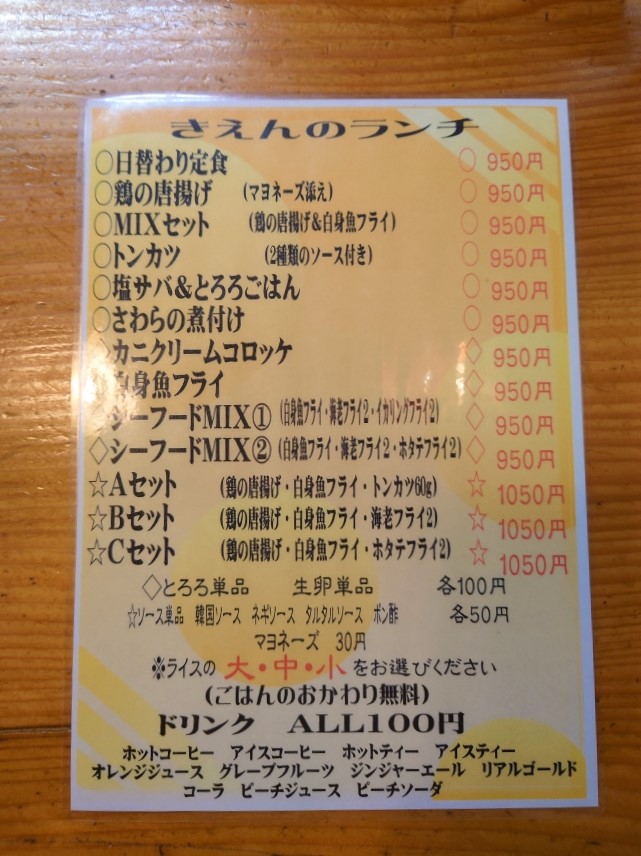 きえんのランチ
○日替わり定食 ○ 950円
○鶏の唐揚げ (マヨネーズ添え) ○ 950円
○MIXセット (鶏の唐揚げ&白身魚フライ) ○ 950円
○トンカツ (2種類のソース付き) ○ 950円
○塩サバ&とろろごはん ○ 950円
○さわらの煮付け ○ 950円
◇カニクリームコロッケ ◇ 950円
白身魚フライ ◇ 950円
シーフードMIX① (白身フライ・海老フライ2・イカリングフライ2) ◇ 950円
◇シーフードMIX② (白身フライ・海老フライ2・ホタテフライ2) ◇ 950円
☆Aセット (鶏の唐揚げ・白身魚フライ・トンカツ60g) ☆ 1050円
☆Bセット (鶏の唐揚げ・白身魚フライ・海老フライ2) ☆ 1050円
☆Cセット (鶏の唐揚げ・白身魚フライ・ホタテフライ2) ☆ 1050円
◇とろろ単品 生卵単品 各100円
☆ソース単品 韓国ソース ネギソース タルタルソース ポン酢 各50円
マヨネーズ 30円
※ライスの 大・中・小 をお選びください
(ごはんのおかわり無料)
ドリンク ALL100円
ホットコーヒー アイスコーヒー ホットティー アイスティー
オレンジジュース グレープフルーツ ジンジャーエール リアルゴールド
コーラ ピーチジュース ピーチソーダ